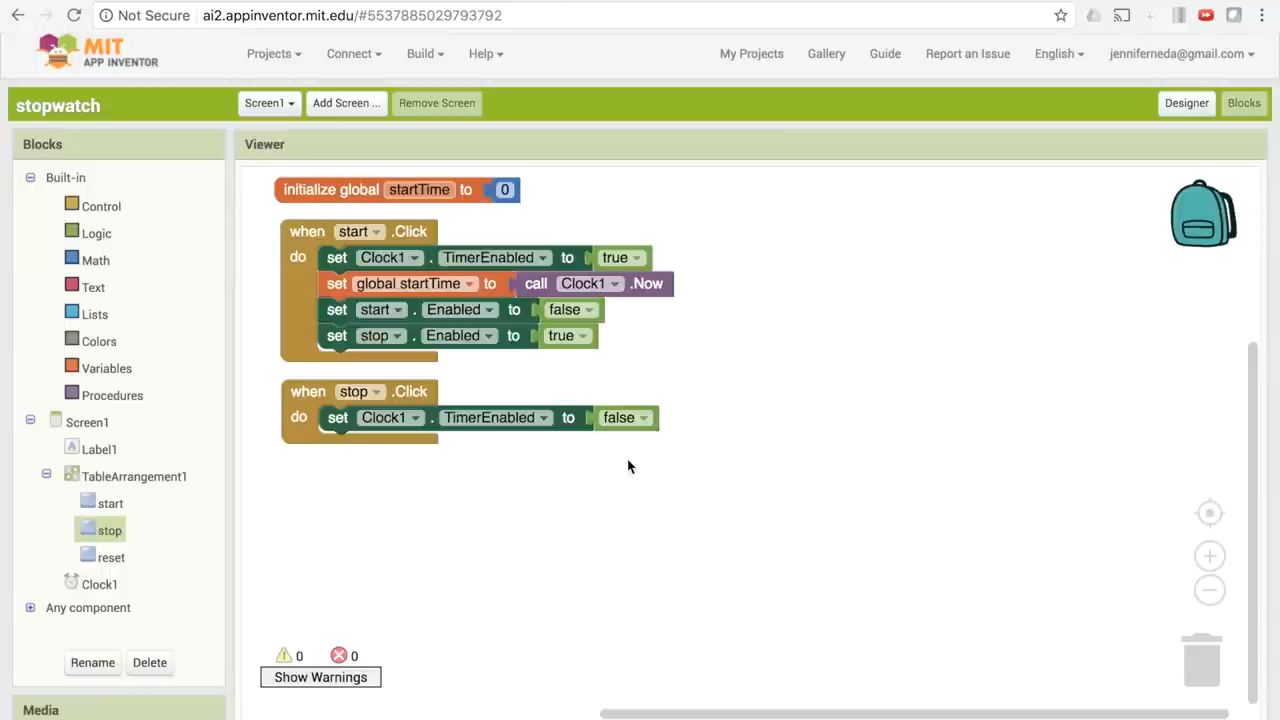 Not Secure ai2.appinventor.mit.edu/#5537885029793792
MIT
APP INVENTOR
Projects Connect Build Help My Projects Gallery Guide Report an Issue English jenniferneda@gmail.com
stopwatch Screen1 Add Screen ... Remove Screen Designer Blocks
Blocks
Viewer
Built-in
Control
Logic
Math
Text
Lists
Colors
Variables
Procedures
Screen1
Label1
TableArrangement1
start
stop
reset
Clock1
Any component
Rename Delete
Media
initialize global startTime to 0
when start .Click
do set Clock1 . TimerEnabled to true
set global startTime to call Clock1 .Now
set start . Enabled to false
set stop . Enabled to true
when stop .Click
do set Clock1 . TimerEnabled to false
0 0
Show Warnings